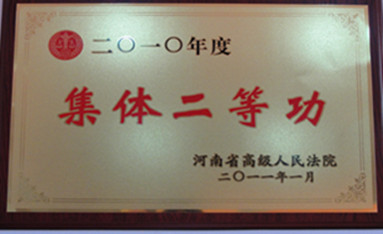 二〇一〇年度
集体二等功
河南省高级人民法院
二〇一一年一月